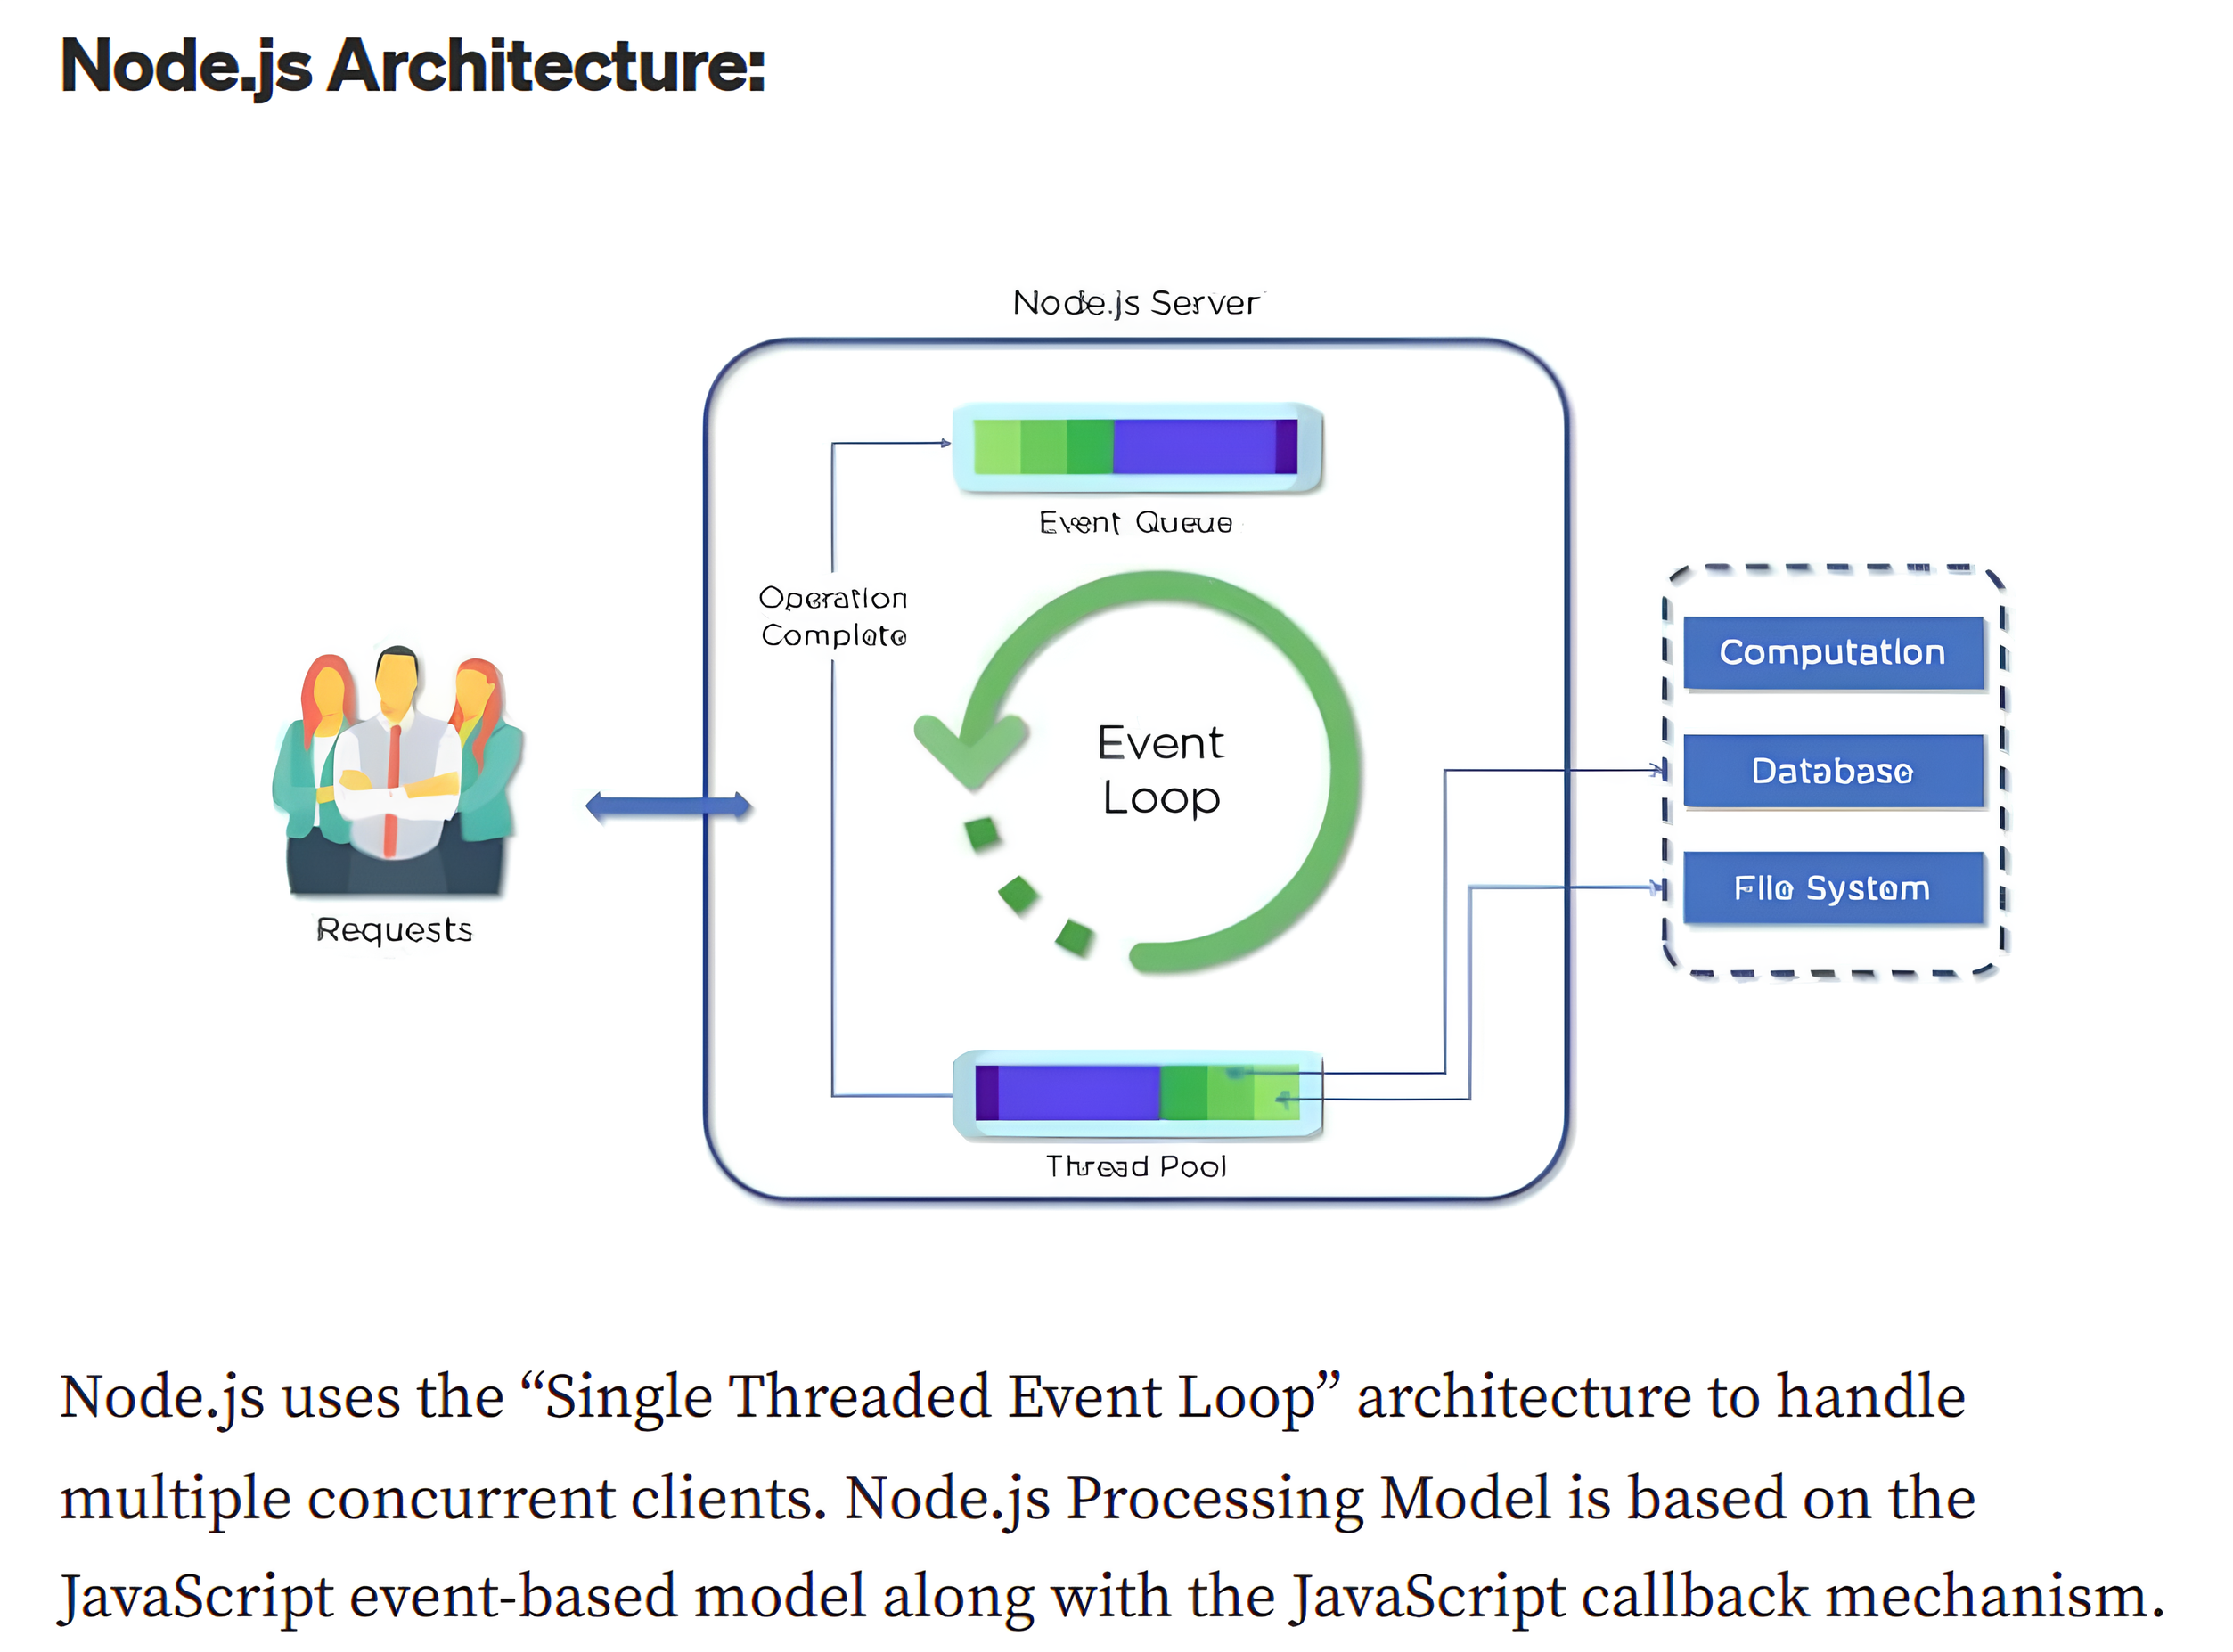 Node.js Architecture:
Node.js Server
Event Queue
Operation
Complete
Event
Loop
Requests
Computation
Database
File System
Thread Pool
Node.js uses the “Single Threaded Event Loop” architecture to handle
multiple concurrent clients. Node.js Processing Model is based on the
JavaScript event-based model along with the JavaScript callback mechanism.